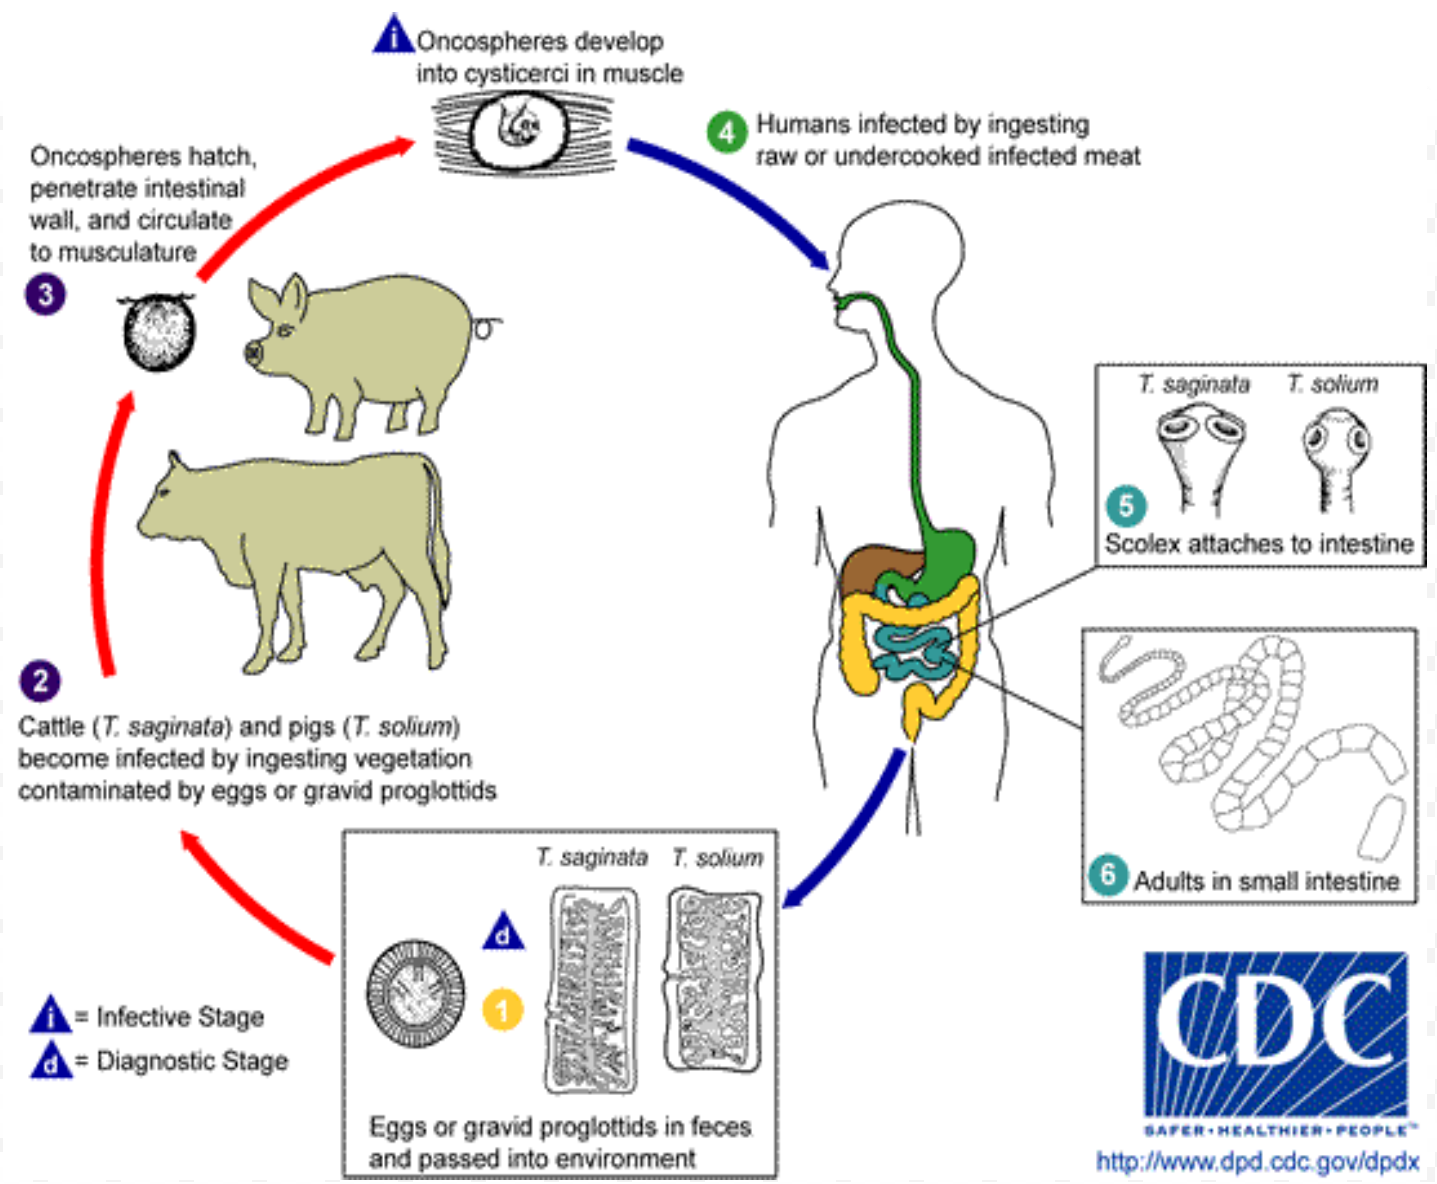 i Oncospheres develop
into cysticerci in muscle
4 Humans infected by ingesting
raw or undercooked infected meat
Oncospheres hatch,
penetrate intestinal
wall, and circulate
to musculature
3
T. saginata T. solium
5
Scolex attaches to intestine
2
Cattle (T. saginata) and pigs (T. solium)
become infected by ingesting vegetation
contaminated by eggs or gravid proglottids
6 Adults in small intestine
T. saginata T. solium
d
1
Eggs or gravid proglottids in feces
and passed into environment
i = Infective Stage
d = Diagnostic Stage
CDC
SAFER • HEALTHIER • PEOPLE™
http://www.dpd.cdc.gov/dpdx